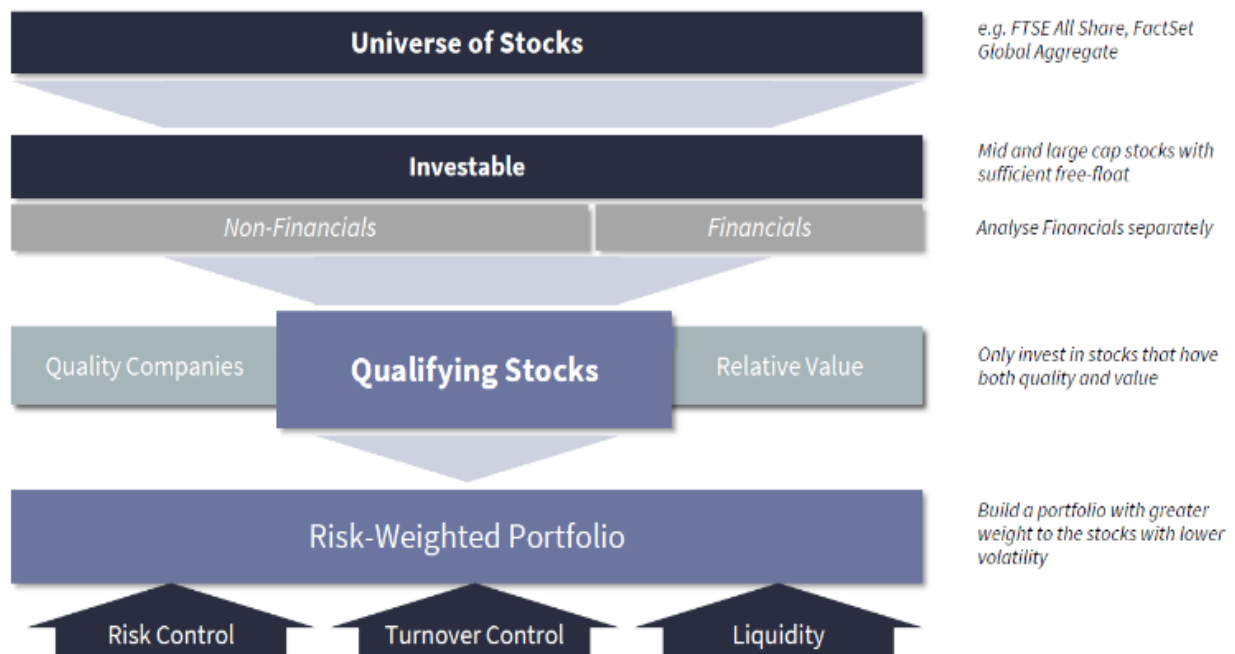 Universe of Stocks
e.g. FTSE All Share, FactSet
Global Aggregate
Investable
Mid and large cap stocks with
sufficient free-float
Non-Financials
Financials
Analyse Financials separately
Quality Companies
Qualifying Stocks
Relative Value
Only invest in stocks that have
both quality and value
Risk-Weighted Portfolio
Build a portfolio with greater
weight to the stocks with lower
volatility
Risk Control
Turnover Control
Liquidity